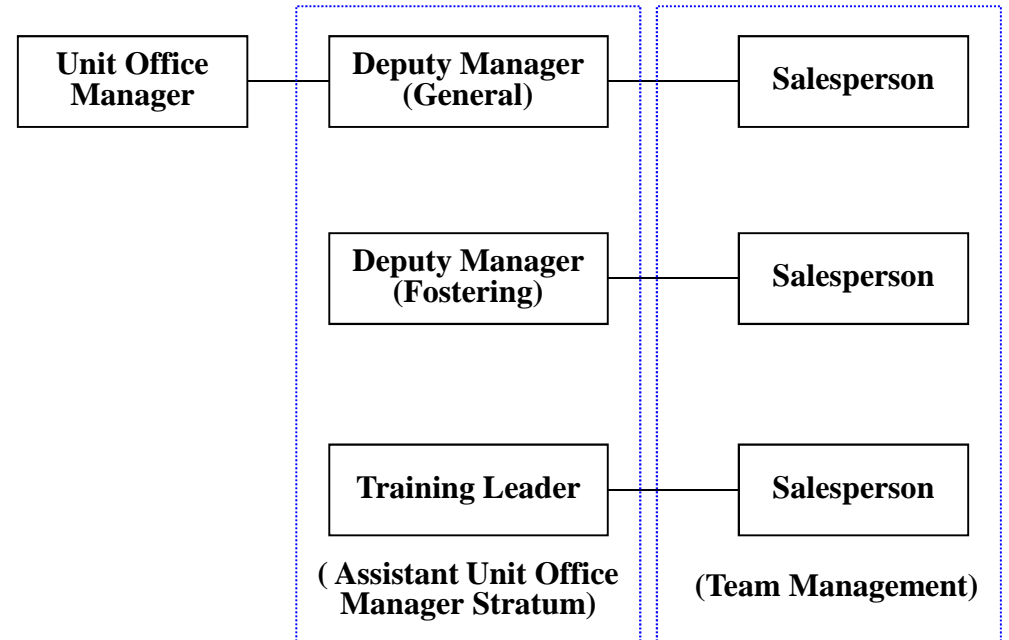 Unit Office
Manager
Deputy Manager
(General)
Salesperson
Deputy Manager
(Fostering)
Salesperson
Training Leader
Salesperson
( Assistant Unit Office
Manager Stratum)
(Team Management)